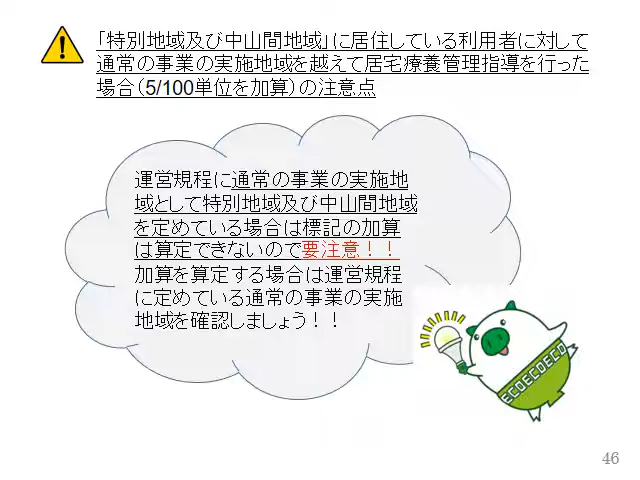 「特別地域及び中山間地域」に居住している利用者に対して
通常の事業の実施地域を越えて居宅療養管理指導を行った
場合（5/100単位を加算）の注意点
運営規程に通常の事業の実施地
域として特別地域及び中山間地域
を定めている場合は標記の加算
は算定できないので要注意！！
加算を算定する場合は運営規程
に定めている通常の事業の実施
地域を確認しましょう！！
ECOECOECO
46